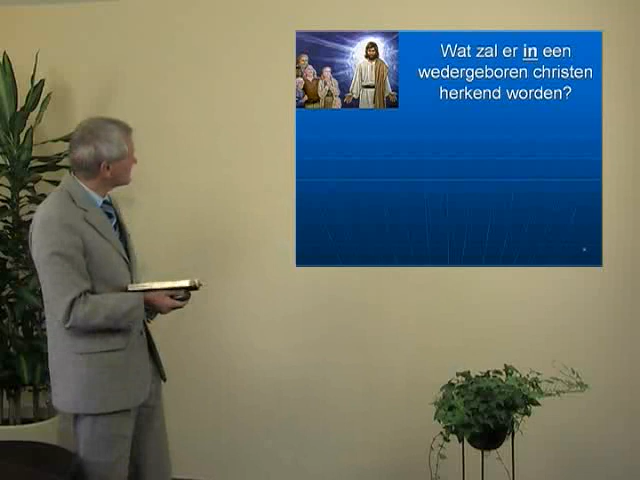 Wat zal er in een
wedergeboren christen
herkend worden?